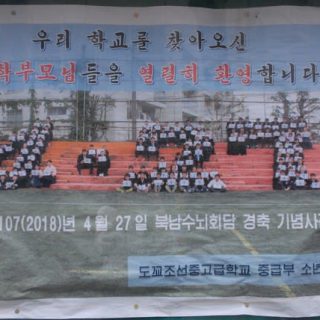 우리 학교를 찾아오신
학부모님들을 열렬히 환영합니다
107(2018)년 4월 27일 북남수뇌회담 경축 기념사
도꾜조선중고급학교 중급부 소년